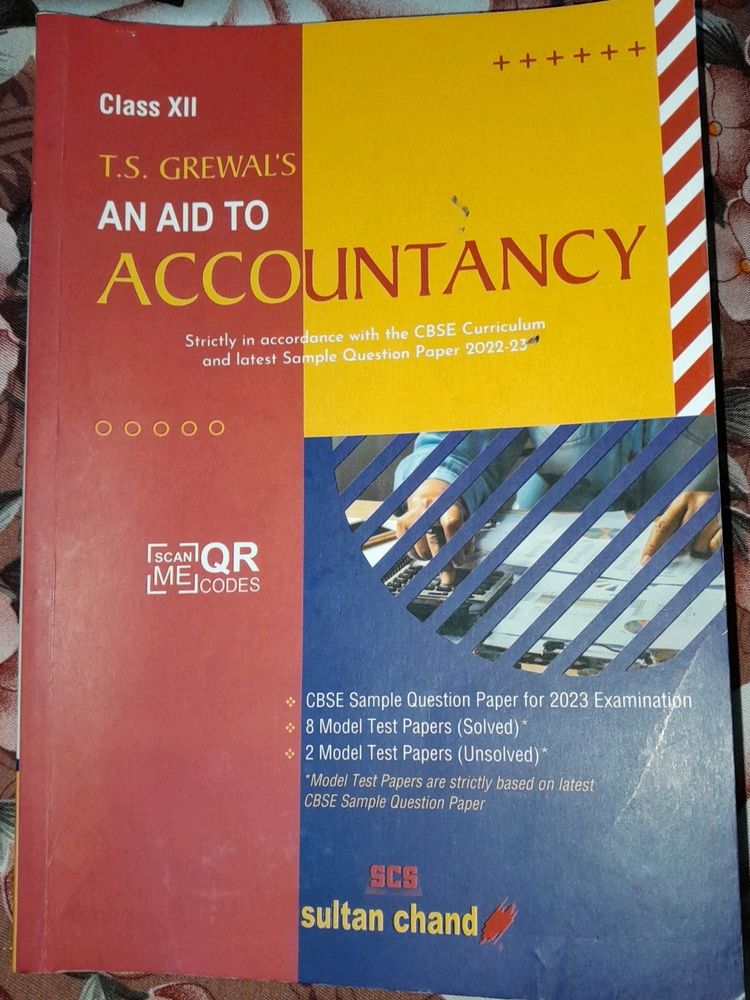 Class XII
T.S. GREWAL'S
AN AID TO
ACCOUNTANCY
Strictly in accordance with the CBSE Curriculum
and latest Sample Question Paper 2022-23
SCAN ME QR CODES
CBSE Sample Question Paper for 2023 Examination
8 Model Test Papers (Solved)*
2 Model Test Papers (Unsolved)*
*Model Test Papers are strictly based on latest
CBSE Sample Question Paper
SCS
sultan chand